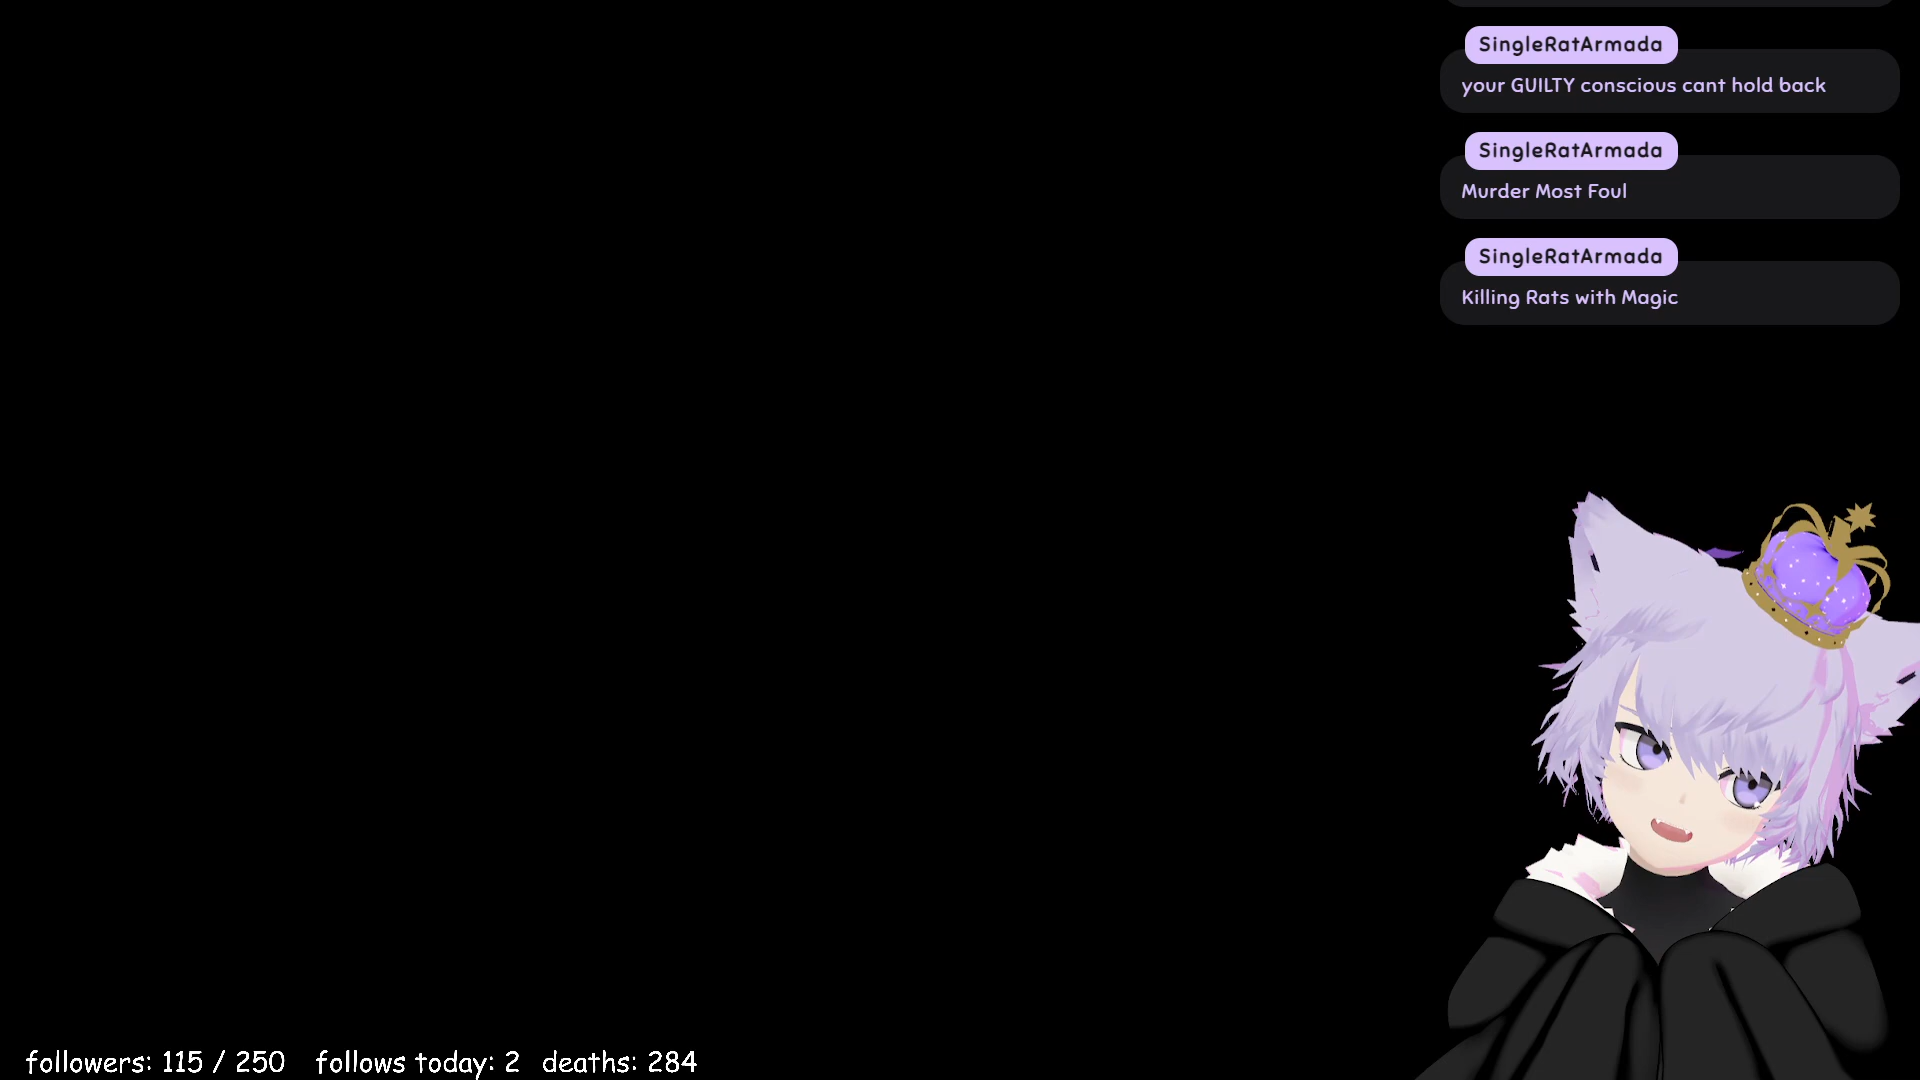 SingleRatArmada
your GUILTY conscious cant hold back
SingleRatArmada
Murder Most Foul
SingleRatArmada
Killing Rats with Magic
followers: 115 / 250 follows today: 2 deaths: 284